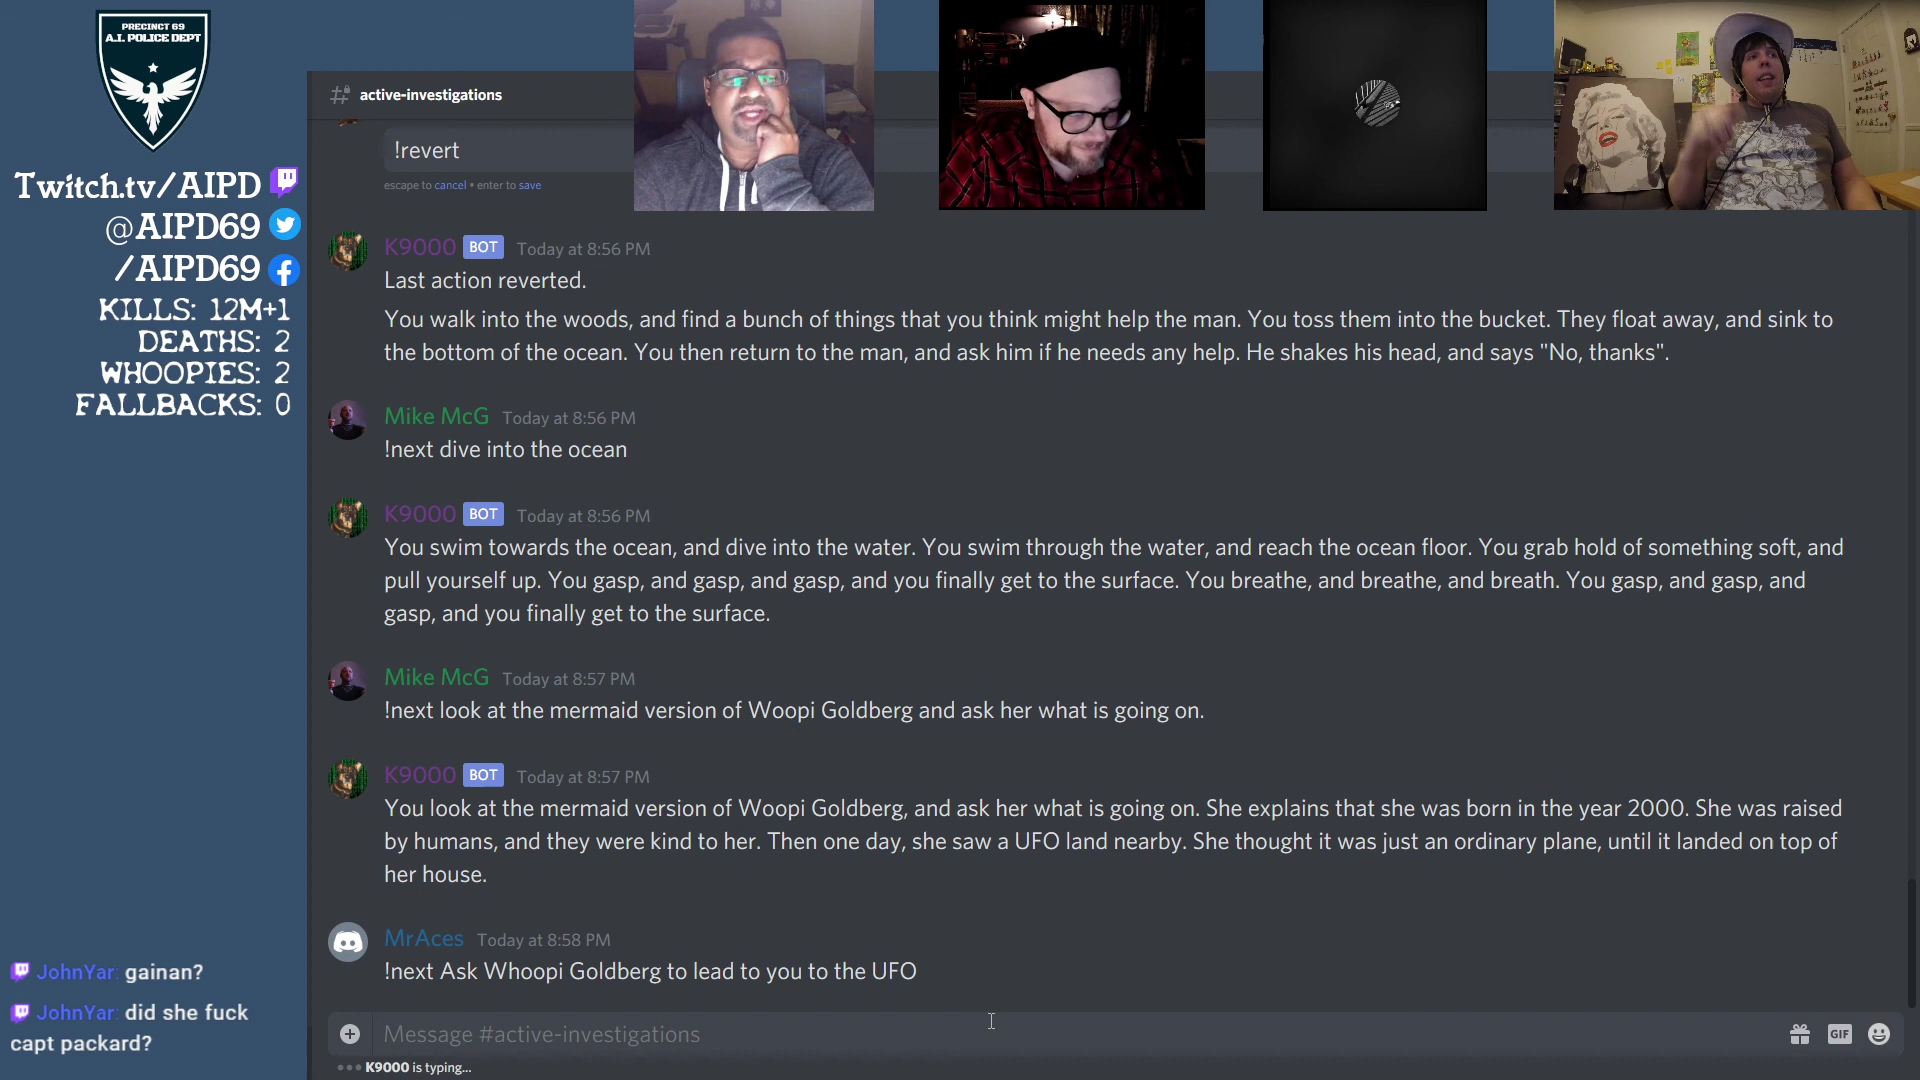 PRECINCT 69
A.I. POLICE DEPT
Twitch.tv/AIPD
@AIPD69
/AIPD69
KILLS: 12M+1
DEATHS: 2
WHOOPIES: 2
FALLBACKS: 0
JohnYar: gainan?
JohnYar: did she fuck
capt packard?
active-investigations
!revert
escape to cancel • enter to save
K9000 BOT Today at 8:56 PM
Last action reverted.
You walk into the woods, and find a bunch of things that you think might help the man. You toss them into the bucket. They float away, and sink to
the bottom of the ocean. You then return to the man, and ask him if he needs any help. He shakes his head, and says "No, thanks".
Mike McG Today at 8:56 PM
!next dive into the ocean
K9000 BOT Today at 8:56 PM
You swim towards the ocean, and dive into the water. You swim through the water, and reach the ocean floor. You grab hold of something soft, and
pull yourself up. You gasp, and gasp, and gasp, and you finally get to the surface. You breathe, and breathe, and breath. You gasp, and gasp, and
gasp, and you finally get to the surface.
Mike McG Today at 8:57 PM
!next look at the mermaid version of Woopi Goldberg and ask her what is going on.
K9000 BOT Today at 8:57 PM
You look at the mermaid version of Woopi Goldberg, and ask her what is going on. She explains that she was born in the year 2000. She was raised
by humans, and they were kind to her. Then one day, she saw a UFO land nearby. She thought it was just an ordinary plane, until it landed on top of
her house.
MrAces Today at 8:58 PM
!next Ask Whoopi Goldberg to lead to you to the UFO
Message #active-investigations
GIF
K9000 is typing...